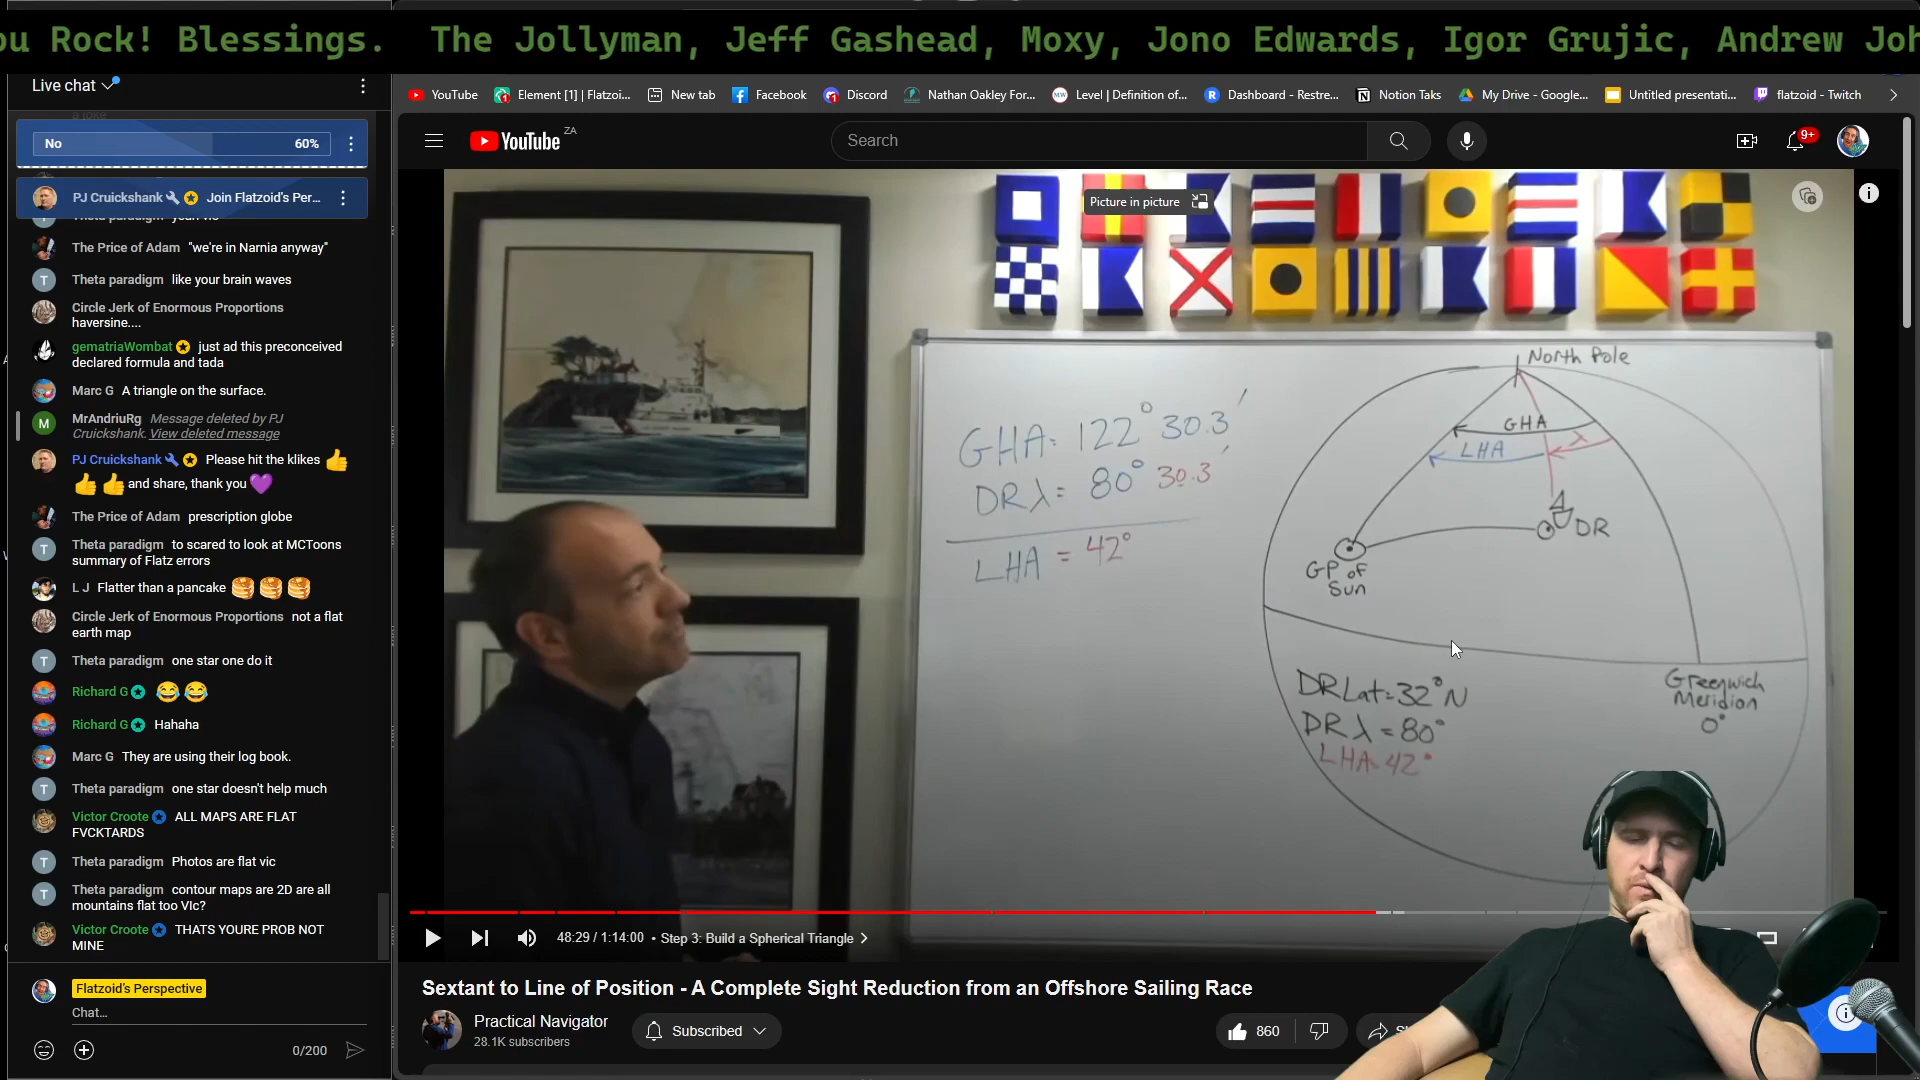 ou Rock! Blessings.  The Jollyman, Jeff Gashead, Moxy, Jono Edwards, Igor Grujic, Andrew Joh
Live chat
No 60%
PJ Cruickshank Join Flatzoid's Per...
The Price of Adam "we're in Narnia anyway"
Theta paradigm like your brain waves
Circle Jerk of Enormous Proportions
haversine....
gematriaWombat just ad this preconceived
declared formula and tada
Marc G A triangle on the surface.
MrAndriuRg Message deleted by PJ
Cruickshank. View deleted message
PJ Cruickshank Please hit the klikes
and share, thank you
The Price of Adam prescription globe
Theta paradigm to scared to look at MCToons
summary of Flatz errors
L J Flatter than a pancake
Circle Jerk of Enormous Proportions not a flat
earth map
Theta paradigm one star one do it
Richard G
Richard G Hahaha
Marc G They are using their log book.
Theta paradigm one star doesn't help much
Victor Croote ALL MAPS ARE FLAT
FVCKTARDS
Theta paradigm Photos are flat vic
Theta paradigm contour maps are 2D are all
mountains flat too VIc?
Victor Croote THATS YOURE PROB NOT
MINE
Flatzoid's Perspective
Chat...
0/200
YouTube Element [1] | Flatzoi... New tab Facebook Discord Nathan Oakley For... Level | Definition of... Dashboard - Restre... Notion Taks My Drive - Google... Untitled presentati... flatzoid - Twitch
YouTube ZA
Search
9+
Picture in picture
North Pole
GHA
LHA λ
DR
GP of
Sun
GHA: 122° 30.3'
DRλ= 80° 30.3'
LHA = 42°
DR Lat=32°N
DRλ=80°
LHA 42°
Greenwich
Meridion
0°
48:29 / 1:14:00 • Step 3: Build a Spherical Triangle
Sextant to Line of Position - A Complete Sight Reduction from an Offshore Sailing Race
Practical Navigator
28.1K subscribers
Subscribed
860